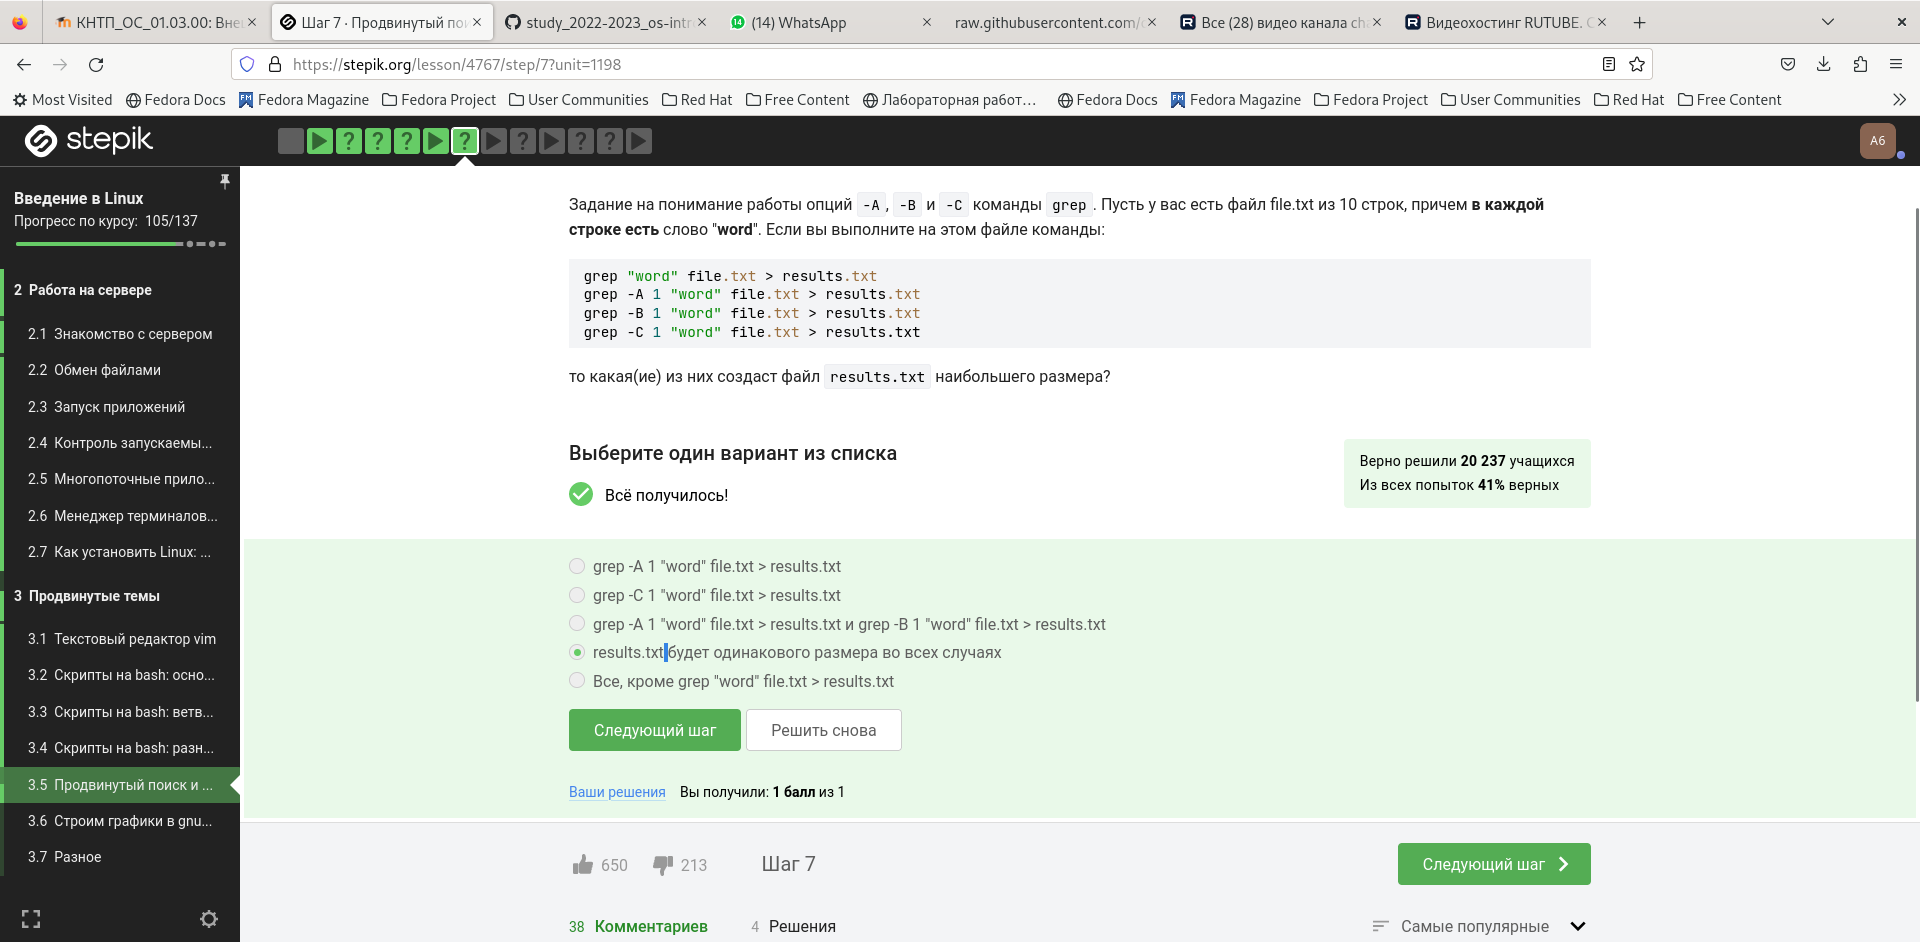 КНТП_ОС_01.03.00: Вне
Шаг 7 · Продвинутый по
study_2022-2023_os-intr
(14) WhatsApp
raw.githubusercontent.com/
Все (28) видео канала ch
Видеохостинг RUTUBE. С
https://stepik.org/lesson/4767/step/7?unit=1198
Most Visited Fedora Docs Fedora Magazine Fedora Project User Communities Red Hat Free Content Лабораторная работ… Fedora Docs Fedora Magazine Fedora Project User Communities Red Hat Free Content
stepik
А6
Введение в Linux
Прогресс по курсу: 105/137
2 Работа на сервере
2.1 Знакомство с сервером
2.2 Обмен файлами
2.3 Запуск приложений
2.4 Контроль запускаемы...
2.5 Многопоточные прило...
2.6 Менеджер терминалов...
2.7 Как установить Linux: ...
3 Продвинутые темы
3.1 Текстовый редактор vim
3.2 Скрипты на bash: осно...
3.3 Скрипты на bash: ветв...
3.4 Скрипты на bash: разн...
3.5 Продвинутый поиск и ...
3.6 Строим графики в gnu...
3.7 Разное
Задание на понимание работы опций -A, -B и -C команды grep. Пусть у вас есть файл file.txt из 10 строк, причем в каждой
строке есть слово "word". Если вы выполните на этом файле команды:
grep "word" file.txt > results.txt
grep -A 1 "word" file.txt > results.txt
grep -B 1 "word" file.txt > results.txt
grep -C 1 "word" file.txt > results.txt
то какая(ие) из них создаст файл results.txt наибольшего размера?
Выберите один вариант из списка
Всё получилось!
Верно решили 20 237 учащихся
Из всех попыток 41% верных
grep -A 1 "word" file.txt > results.txt
grep -C 1 "word" file.txt > results.txt
grep -A 1 "word" file.txt > results.txt и grep -B 1 "word" file.txt > results.txt
results.txt будет одинакового размера во всех случаях
Все, кроме grep "word" file.txt > results.txt
Следующий шаг Решить снова
Ваши решения Вы получили: 1 балл из 1
650 213 Шаг 7 Следующий шаг
38 Комментариев 4 Решения Самые популярные